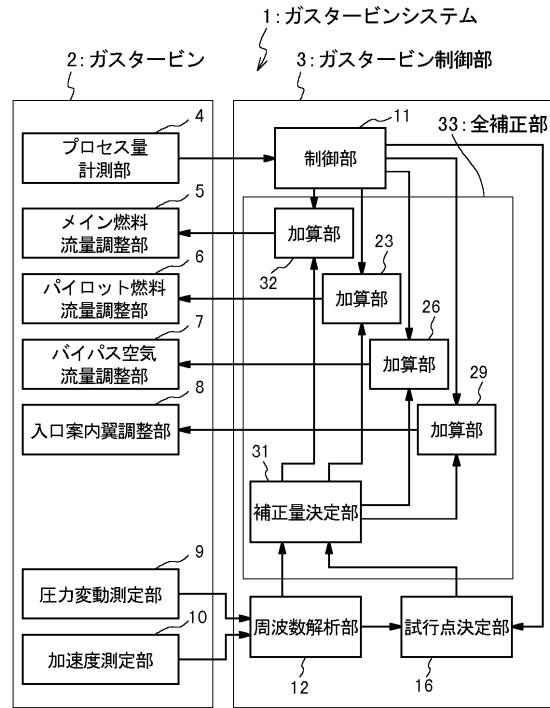 1:ガスタービンシステム
2:ガスタービン
3:ガスタービン制御部
4
プロセス量
計測部
11
制御部
33:全補正部
5
メイン燃料
流量調整部
加算部
32
6
パイロット燃料
流量調整部
23
加算部
7
バイパス空気
流量調整部
26
加算部
8
入口案内翼調整部
29
加算部
31
補正量決定部
9
圧力変動測定部
10
加速度測定部
周波数解析部
12
試行点決定部
16